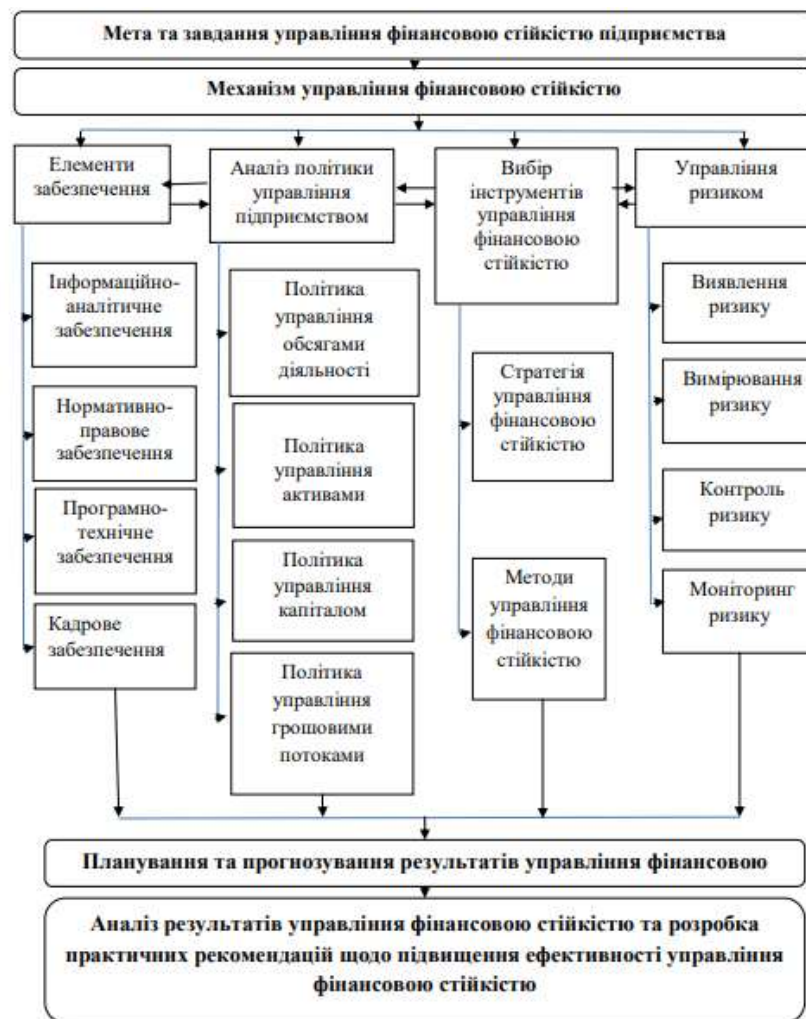 Мета та завдання управління фінансовою стійкістю підприємства
Механізм управління фінансовою стійкістю
Елементи
забезпечення
Аналіз політики
управління
підприємством
Вибір
інструментів
управління
фінансовою
стійкістю
Управління
ризиком
Інформаційно-
аналітичне
забезпечення
Нормативно-
правове
забезпечення
Програмно-
технічне
забезпечення
Кадрове
забезпечення
Політика
управління
обсягами
діяльності
Політика
управління
активами
Політика
управління
капіталом
Політика
управління
грошовими
потоками
Стратегія
управління
фінансовою
стійкістю
Методи
управління
фінансовою
стійкістю
Виявлення
ризику
Вимірювання
ризику
Контроль
ризику
Моніторинг
ризику
Планування та прогнозування результатів управління фінансовою
Аналіз результатів управління фінансовою стійкістю та розробка
практичних рекомендацій щодо підвищення ефективності управління
фінансовою стійкістю